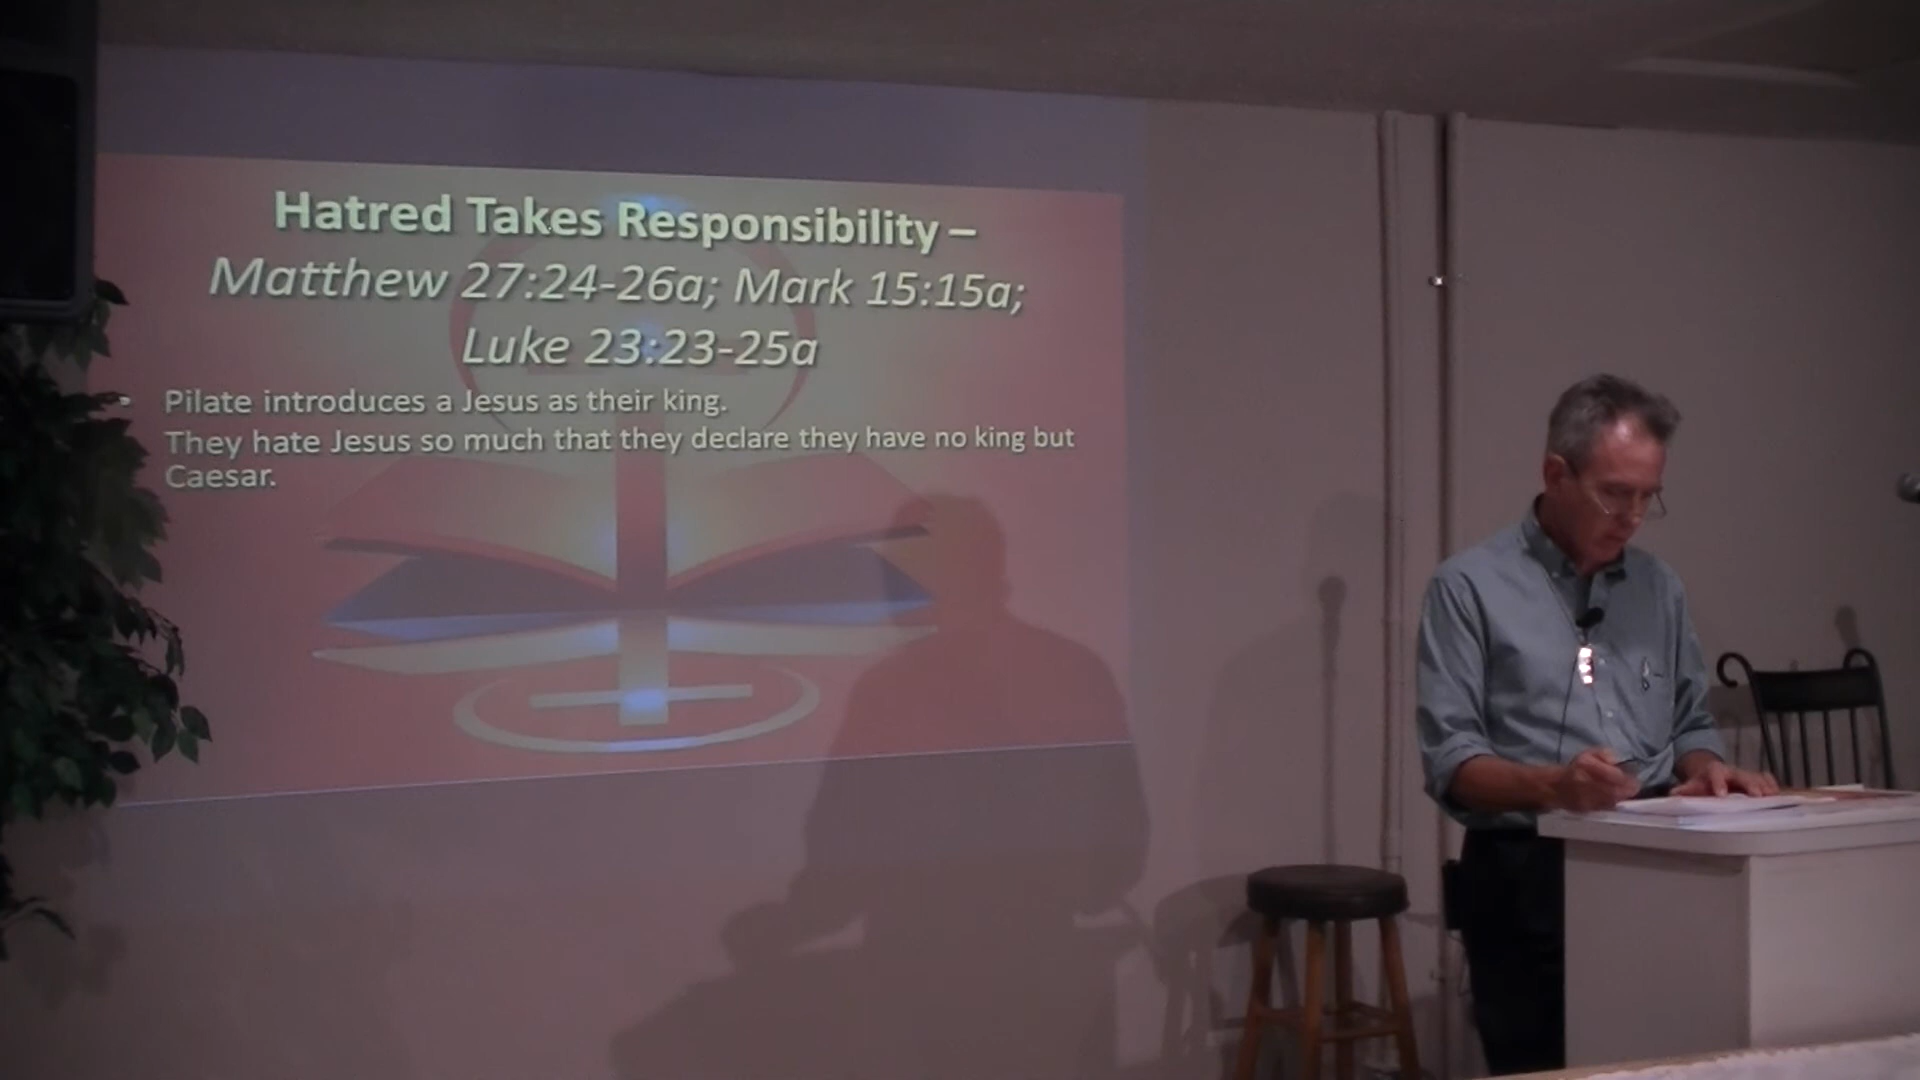 Hatred Takes Responsibility –
Matthew 27:24-26a; Mark 15:15a;
Luke 23:23-25a
• Pilate introduces a Jesus as their king.
They hate Jesus so much that they declare they have no king but
Caesar.